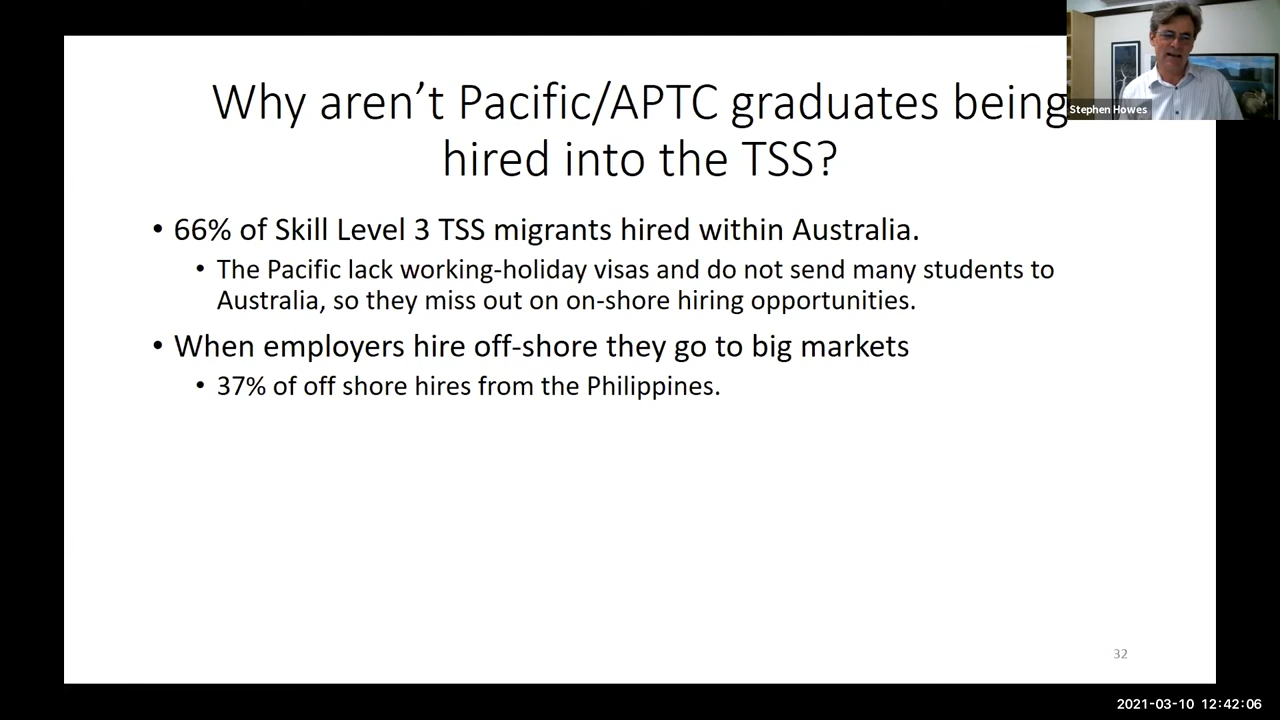 Why aren't Pacific/APTC graduates being
hired into the TSS?
Stephen Howes
• 66% of Skill Level 3 TSS migrants hired within Australia.
• The Pacific lack working-holiday visas and do not send many students to
Australia, so they miss out on on-shore hiring opportunities.
• When employers hire off-shore they go to big markets
• 37% of off shore hires from the Philippines.
32
2021-03-10 12:42:06